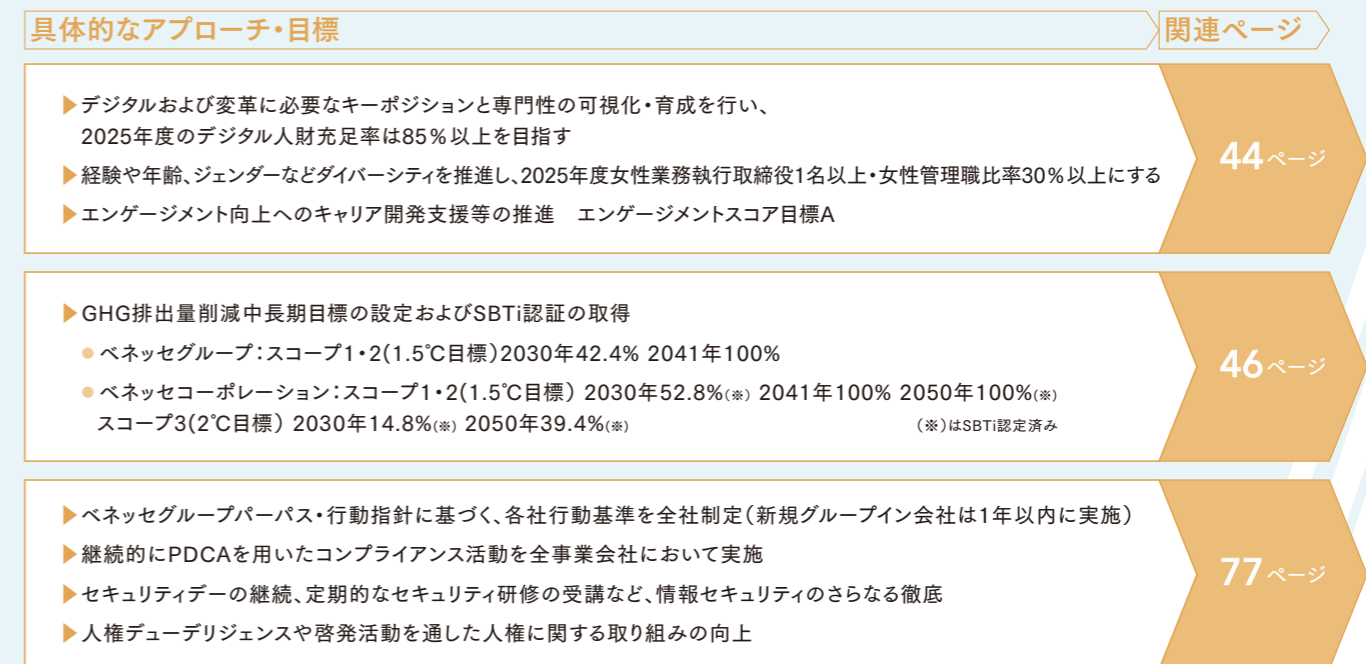 具体的なアプローチ・目標
関連ページ
▶デジタルおよび変革に必要なキーポジションと専門性の可視化・育成を行い、
2025年度のデジタル人財充足率は85％以上を目指す
▶経験や年齢、ジェンダーなどダイバーシティを推進し、2025年度女性業務執行取締役1名以上・女性管理職比率30％以上にする
▶エンゲージメント向上へのキャリア開発支援等の推進　エンゲージメントスコア目標A
44ページ
▶GHG排出量削減中長期目標の設定およびSBTi認証の取得
● ベネッセグループ：スコープ1・2(1.5℃目標)2030年42.4% 2041年100%
● ベネッセコーポレーション：スコープ1・2(1.5℃目標) 2030年52.8%(※) 2041年100% 2050年100%(※)
スコープ3(2℃目標) 2030年14.8%(※) 2050年39.4%(※)
(※)はSBTi認定済み
46ページ
▶ベネッセグループパーパス・行動指針に基づく、各社行動基準を全社制定（新規グループイン会社は1年以内に実施）
▶継続的にPDCAを用いたコンプライアンス活動を全事業会社において実施
▶セキュリティデーの継続、定期的なセキュリティ研修の受講など、情報セキュリティのさらなる徹底
▶人権デューデリジェンスや啓発活動を通した人権に関する取り組みの向上
77ページ